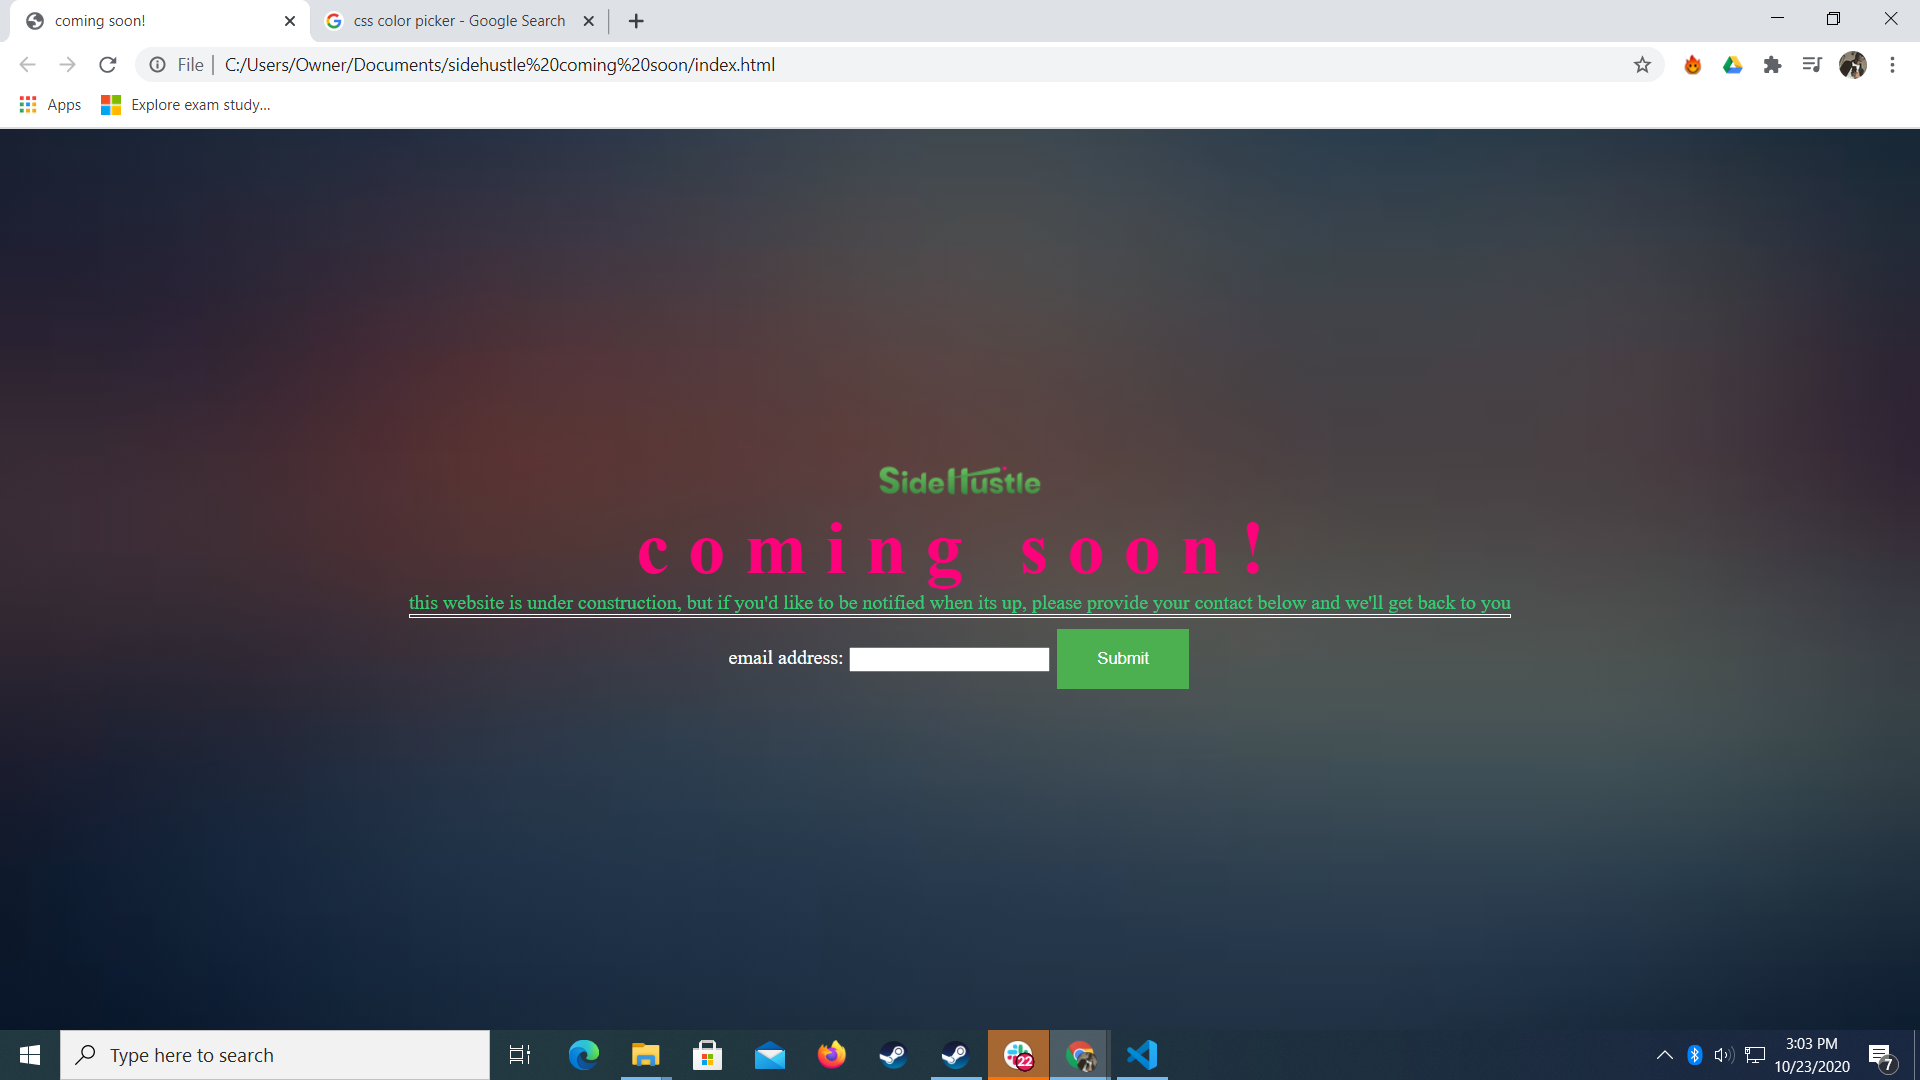 coming soon!
css color picker - Google Search
File | C:/Users/Owner/Documents/sidehustle%20coming%20soon/index.html
Apps
Explore exam study...
SideHustle
coming soon!
this website is under construction, but if you'd like to be notified when its up, please provide your contact below and we'll get back to you
email address:
Submit
Type here to search
22
3:03 PM
10/23/2020
7